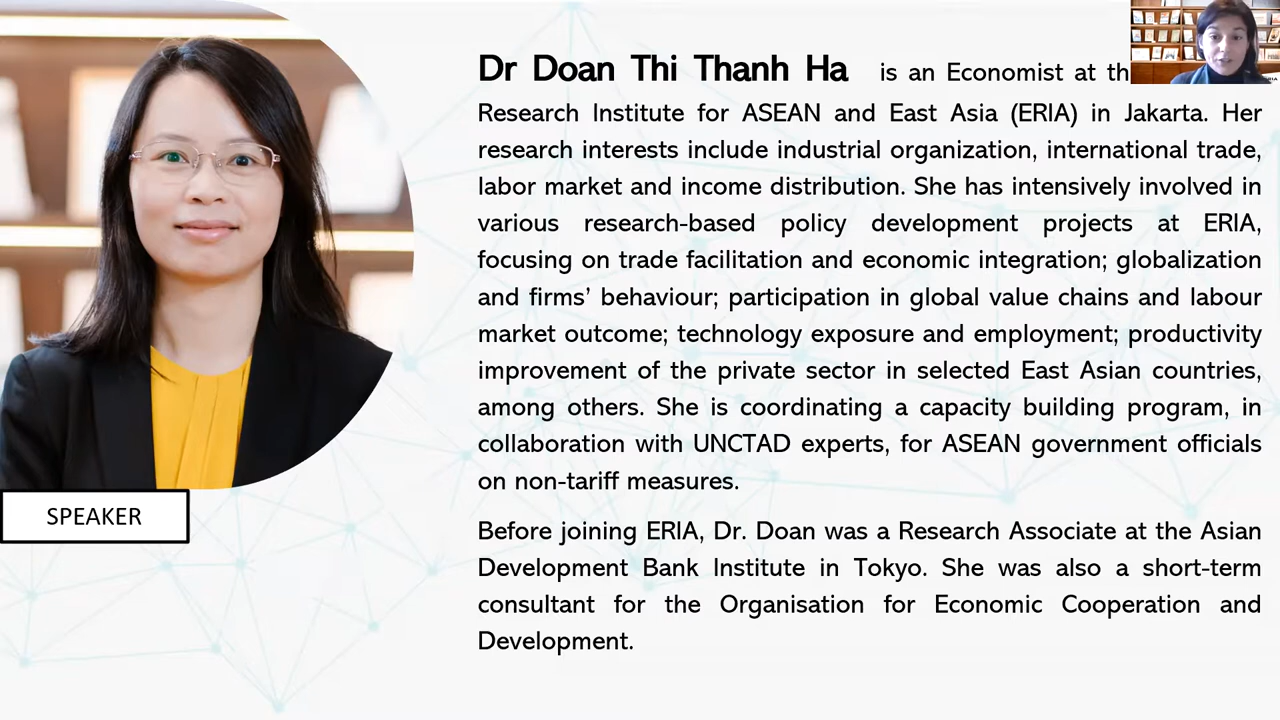 Dr Doan Thi Thanh Ha is an Economist at th
Research Institute for ASEAN and East Asia (ERIA) in Jakarta. Her
research interests include industrial organization, international trade,
labor market and income distribution. She has intensively involved in
various research-based policy development projects at ERIA,
focusing on trade facilitation and economic integration; globalization
and firms’ behaviour; participation in global value chains and labour
market outcome; technology exposure and employment; productivity
improvement of the private sector in selected East Asian countries,
among others. She is coordinating a capacity building program, in
collaboration with UNCTAD experts, for ASEAN government officials
on non-tariff measures.
Before joining ERIA, Dr. Doan was a Research Associate at the Asian
Development Bank Institute in Tokyo. She was also a short-term
consultant for the Organisation for Economic Cooperation and
Development.
SPEAKER